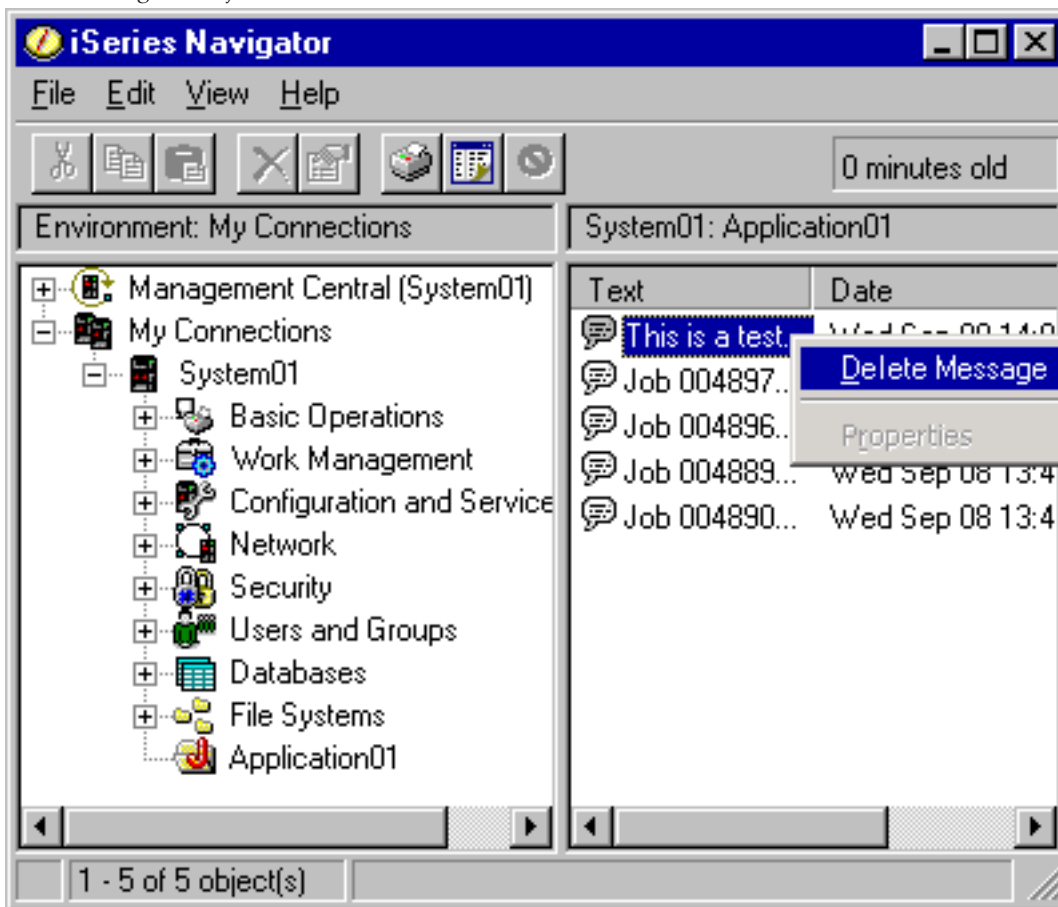 iSeries Navigator
File Edit View Help
0 minutes old
Environment: My Connections
System01: Application01
Management Central (System01)
My Connections
System01
Basic Operations
Work Management
Configuration and Service
Network
Security
Users and Groups
Databases
File Systems
Application01
Text Date
This is a test... Wed Sep
Job 004897...
Job 004896...
Job 004889... Wed Sep 08 13:4
Job 004890... Wed Sep 08 13:4
Delete Message
Properties
1 - 5 of 5 object(s)